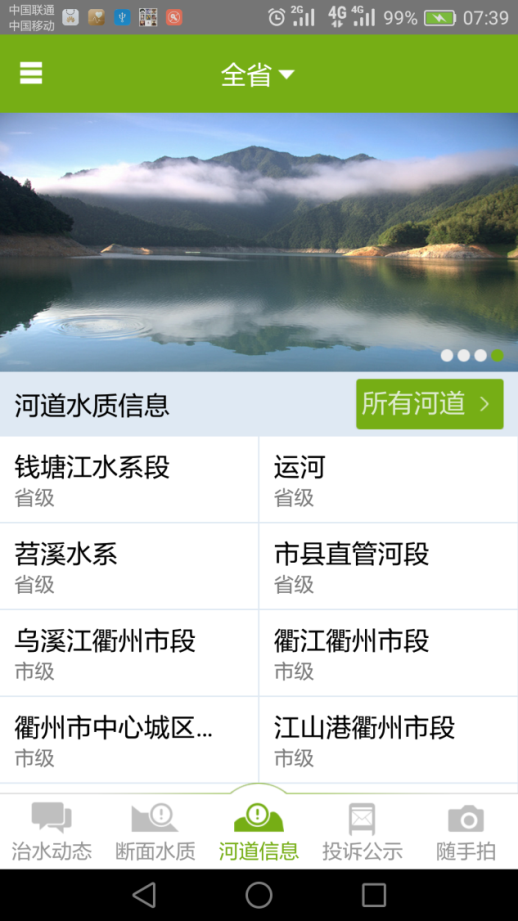 中国联通
中国移动
2G 4G 4G 99% 07:39
全省
河道水质信息
所有河道
钱塘江水系段
省级
运河
省级
苕溪水系
省级
市县直管河段
省级
乌溪江衢州市段
市级
衢江衢州市段
市级
衢州市中心城区...
市级
江山港衢州市段
市级
治水动态
断面水质
河道信息
投诉公示
随手拍